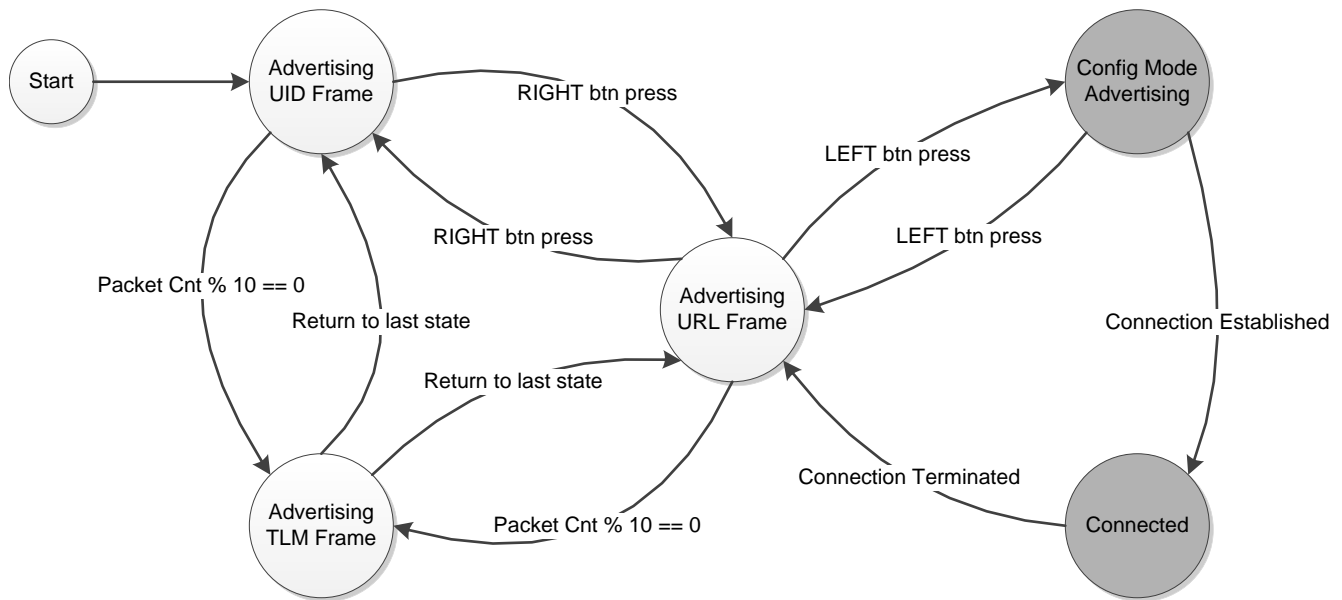 Start
Advertising
UID Frame
RIGHT btn press
Config Mode
Advertising
LEFT btn press
RIGHT btn press
LEFT btn press
Packet Cnt % 10 == 0
Return to last state
Advertising
URL Frame
Connection Established
Return to last state
Connection Terminated
Advertising
TLM Frame
Packet Cnt % 10 == 0
Connected